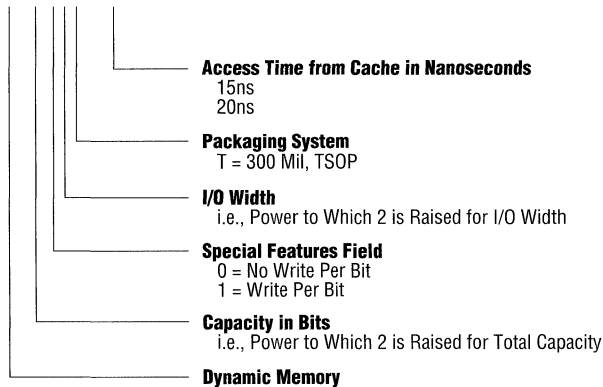 Access Time from Cache in Nanoseconds
15ns
20ns
Packaging System
T = 300 Mil, TSOP
I/O Width
i.e., Power to Which 2 is Raised for I/O Width
Special Features Field
0 = No Write Per Bit
1 = Write Per Bit
Capacity in Bits
i.e., Power to Which 2 is Raised for Total Capacity
Dynamic Memory